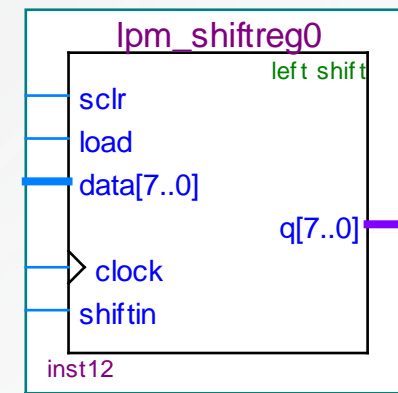 lpm_shiftreg0
left shift
sclr
load
data[7..0]
q[7..0]
clock
shiftin
inst12